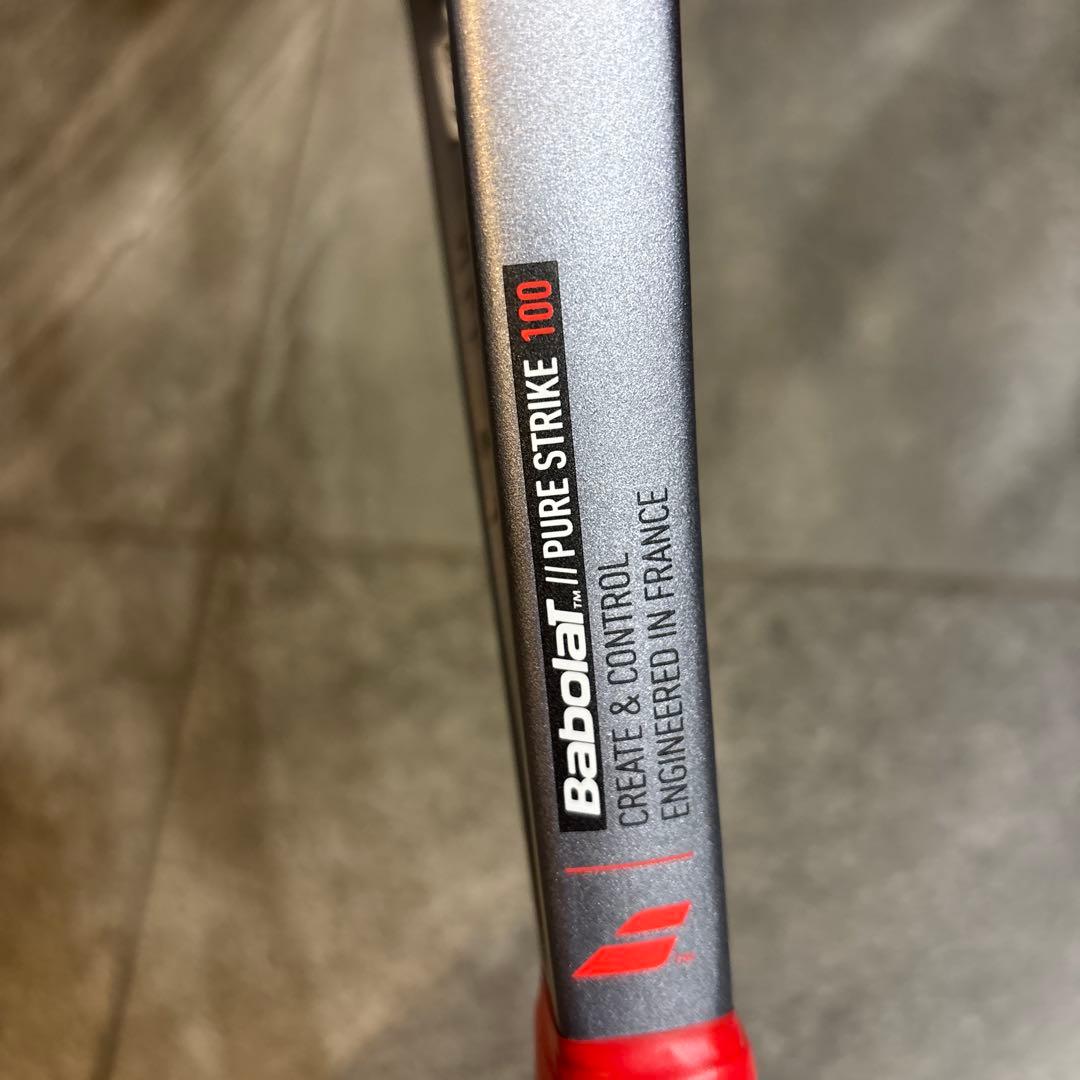 BabolaT™ // PURE STRIKE 100
CREATE & CONTROL
ENGINEERED IN FRANCE